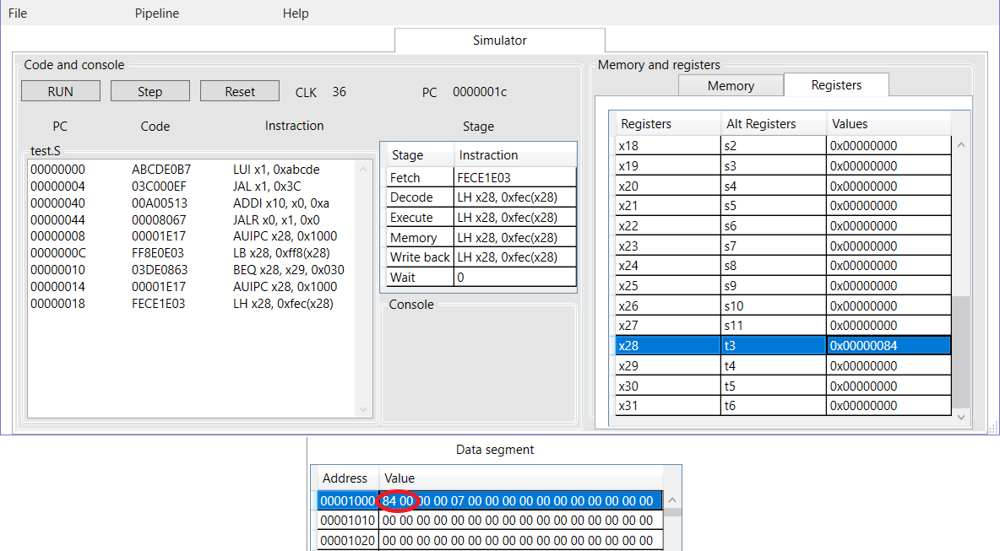 File Pipeline Help
Simulator
Code and console
RUN Step Reset CLK 36 PC 0000001c
PC Code Instraction Stage
test.S
00000000 ABCDE0B7 LUI x1, 0xabcde
00000004 03C000EF JAL x1, 0x3C
00000040 00A00513 ADDI x10, x0, 0xa
00000044 00008067 JALR x0, x1, 0x0
00000008 00001E17 AUIPC x28, 0x1000
0000000C FF8E0E03 LB x28, 0xff8(x28)
00000010 03DE0863 BEQ x28, x29, 0x030
00000014 00001E17 AUIPC x28, 0x1000
00000018 FECE1E03 LH x28, 0xfec(x28)
Stage Instraction
Fetch FECE1E03
Decode LH x28, 0xfec(x28)
Execute LH x28, 0xfec(x28)
Memory LH x28, 0xfec(x28)
Write back LH x28, 0xfec(x28)
Wait 0
Console
Memory and registers
Memory Registers
Registers Alt Registers Values
x18 s2 0x00000000
x19 s3 0x00000000
x20 s4 0x00000000
x21 s5 0x00000000
x22 s6 0x00000000
x23 s7 0x00000000
x24 s8 0x00000000
x25 s9 0x00000000
x26 s10 0x00000000
x27 s11 0x00000000
x28 t3 0x00000084
x29 t4 0x00000000
x30 t5 0x00000000
x31 t6 0x00000000
Data segment
Address Value
00001000 84 00 00 00 07 00 00 00 00 00 00 00 00 00 00 00
00001010 00 00 00 00 00 00 00 00 00 00 00 00 00 00 00 00
00001020 00 00 00 00 00 00 00 00 00 00 00 00 00 00 00 00